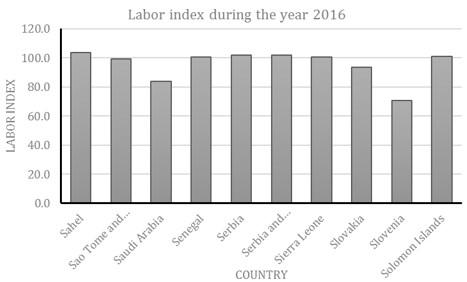 Labor index during the year 2016
120.0
100.0
80.0
60.0
40.0
20.0
0.0
LABOR INDEX
Sahel
Sao Tome and...
Saudi Arabia
Senegal
Serbia
Serbia and...
Sierra Leone
Slovakia
Slovenia
Solomon Islands
COUNTRY